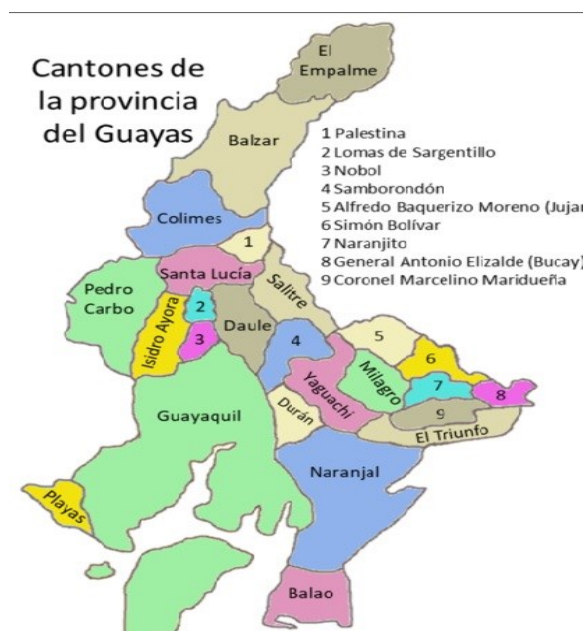 Cantones de
la provincia
del Guayas
El
Empalme
Balzar
1 Palestina
2 Lomas de Sargentillo
3 Nobol
4 Samborondón
5 Alfredo Baquerizo Moreno (Jujan
6 Simón Bolívar
7 Naranjito
8 General Antonio Elizalde (Bucay)
9 Coronel Marcelino Maridueña
Colimes
1
Santa Lucía
Salitre
Pedro
Carbo
Isidro Ayora
2
3
Daule
4
5
6
7
8
9
Yaguachi
Milagro
El Triunfo
Guayaquil
Durán
Naranjal
Playas
Balao